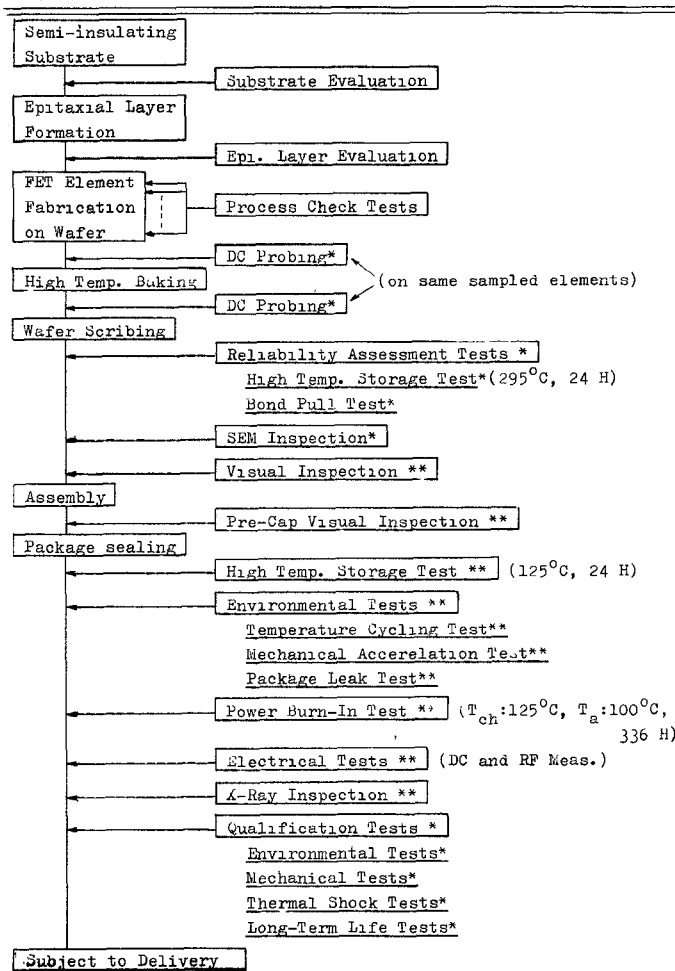 Semi-insulating
Substrate
Substrate Evaluation
Epitaxial Layer
Formation
Epi. Layer Evaluation
FET Element
Fabrication
on Wafer
Process Check Tests
DC Probing*
High Temp. Baking
(on same sampled elements)
DC Probing*
Wafer Scribing
Reliability Assessment Tests *
High Temp. Storage Test*(295°C, 24 H)
Bond Pull Test*
SEM Inspection*
Visual Inspection **
Assembly
Pre-Cap Visual Inspection **
Package sealing
High Temp. Storage Test ** (125°C, 24 H)
Environmental Tests **
Temperature Cycling Test**
Mechanical Accerelation Test**
Package Leak Test**
Power Burn-In Test ** (Tch:125°C, Ta:100°C,
336 H)
Electrical Tests ** (DC and RF Meas.)
X-Ray Inspection **
Qualification Tests *
Environmental Tests*
Mechanical Tests*
Thermal Shock Tests*
Long-Term Life Tests*
Subject to Delivery